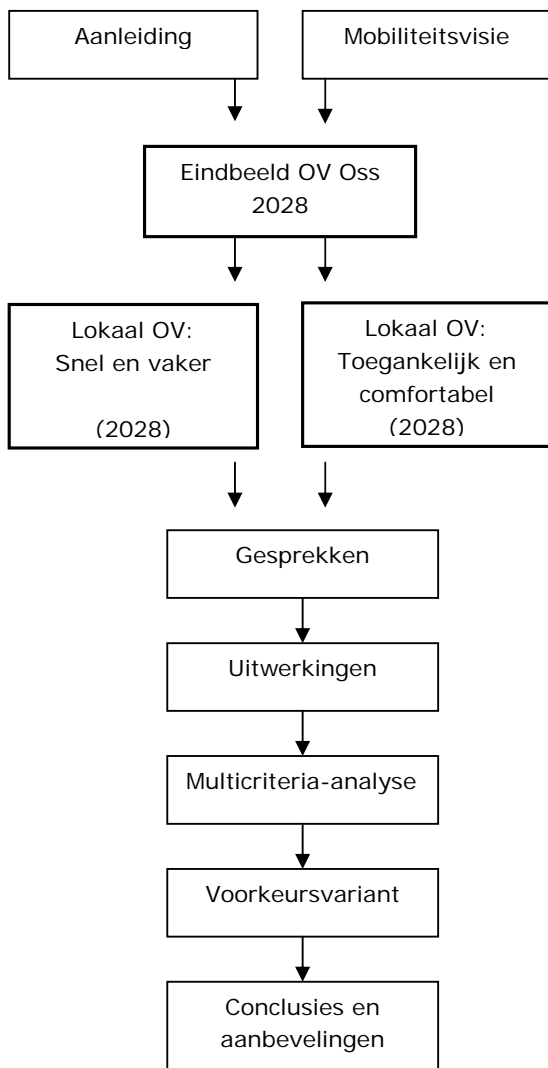 Aanleiding
Mobiliteitsvisie
Eindbeeld OV Oss
2028
Lokaal OV:
Snel en vaker
(2028)
Lokaal OV:
Toegankelijk en
comfortabel
(2028)
Gesprekken
Uitwerkingen
Multicriteria-analyse
Voorkeursvariant
Conclusies en
aanbevelingen